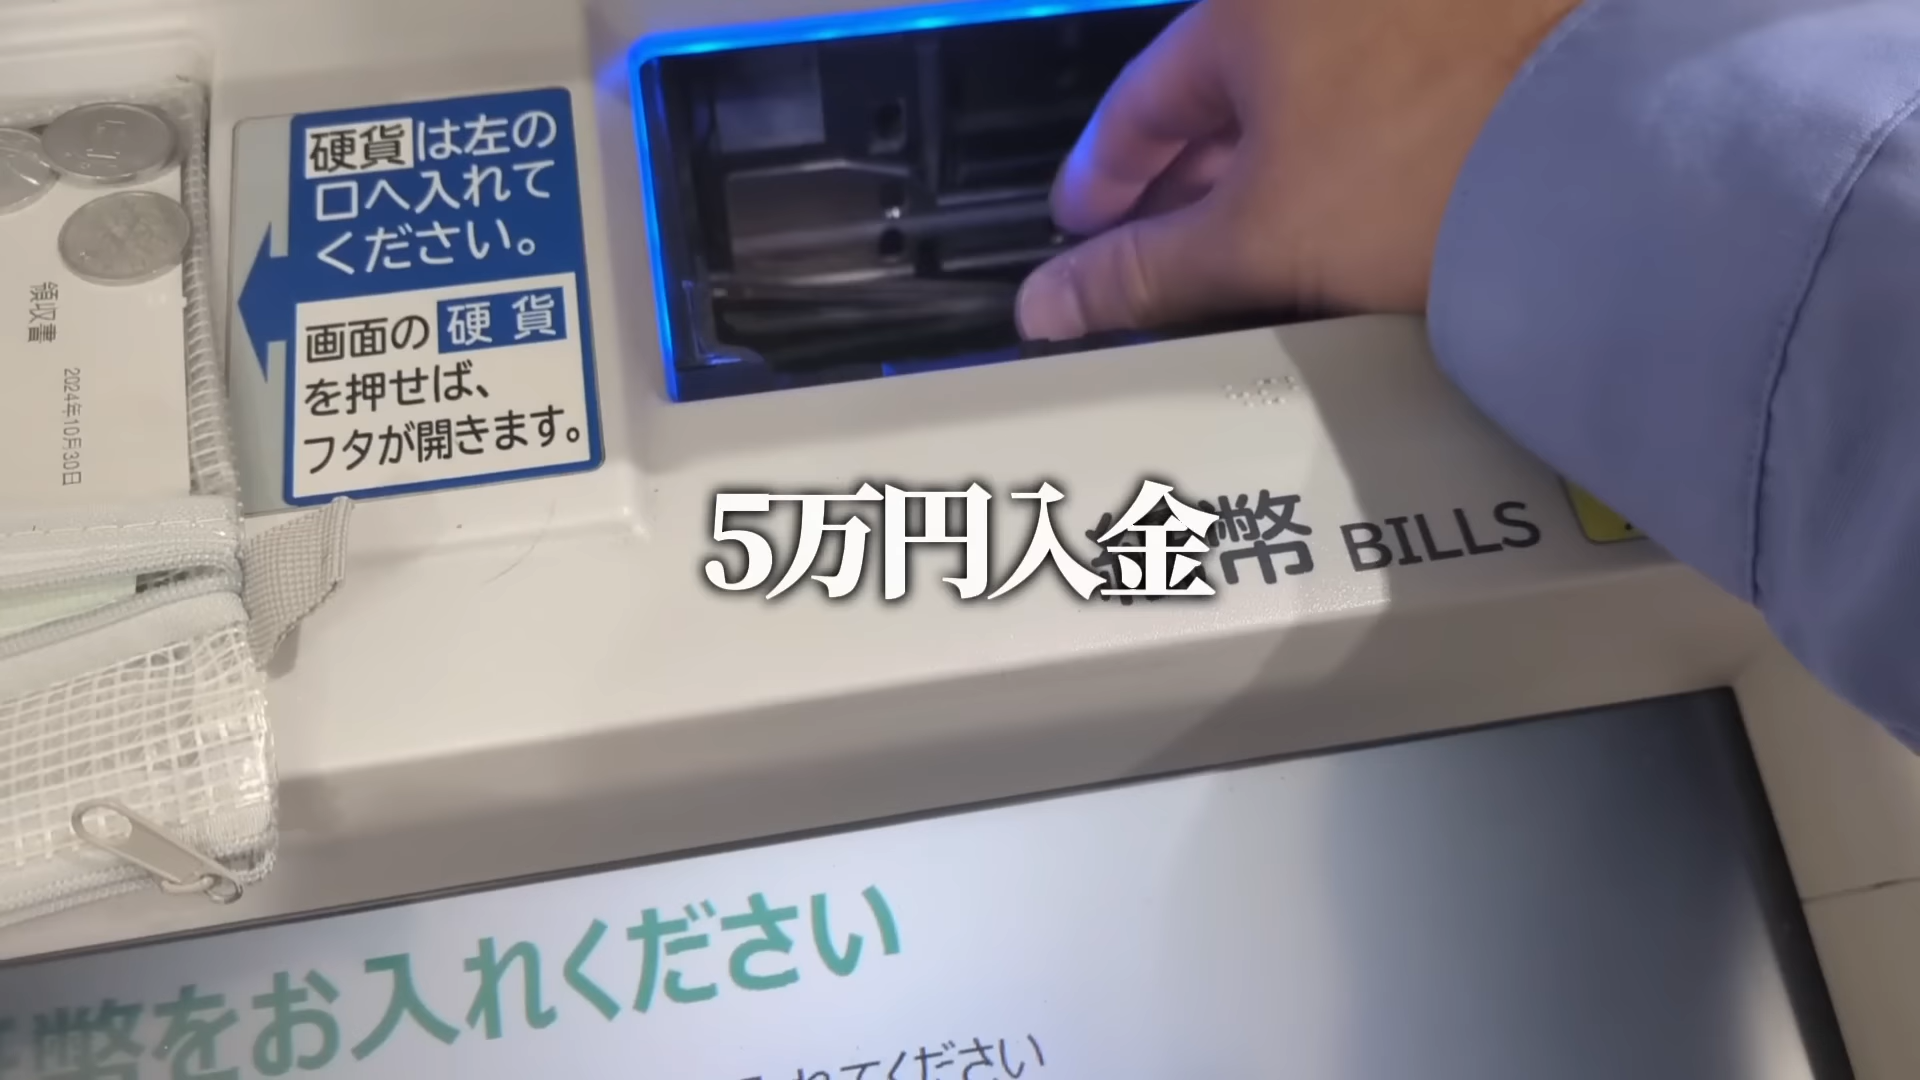 硬貨は左の
口へ入れて
ください。
画面の硬貨
を押せば、
フタが開きます。
領収書
2024年10月30日
5万円入金
幣 BILLS
幣をお入れください
れてください